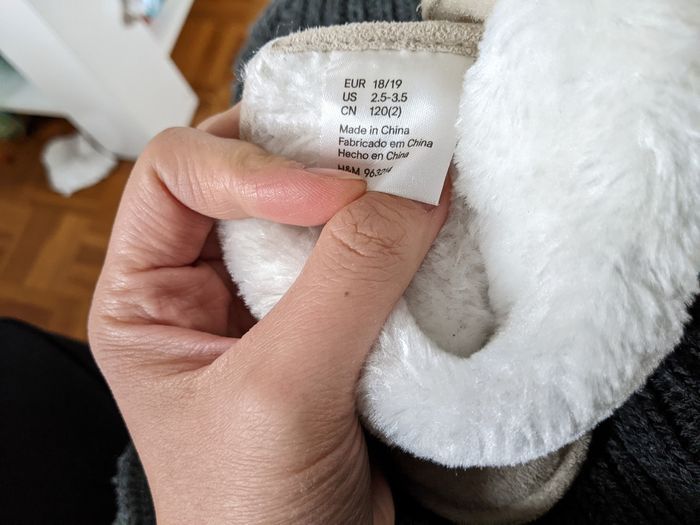 EUR 18/19
US 2.5-3.5
CN 120(2)
Made in China
Fabricado em China
Hecho en China
H&M